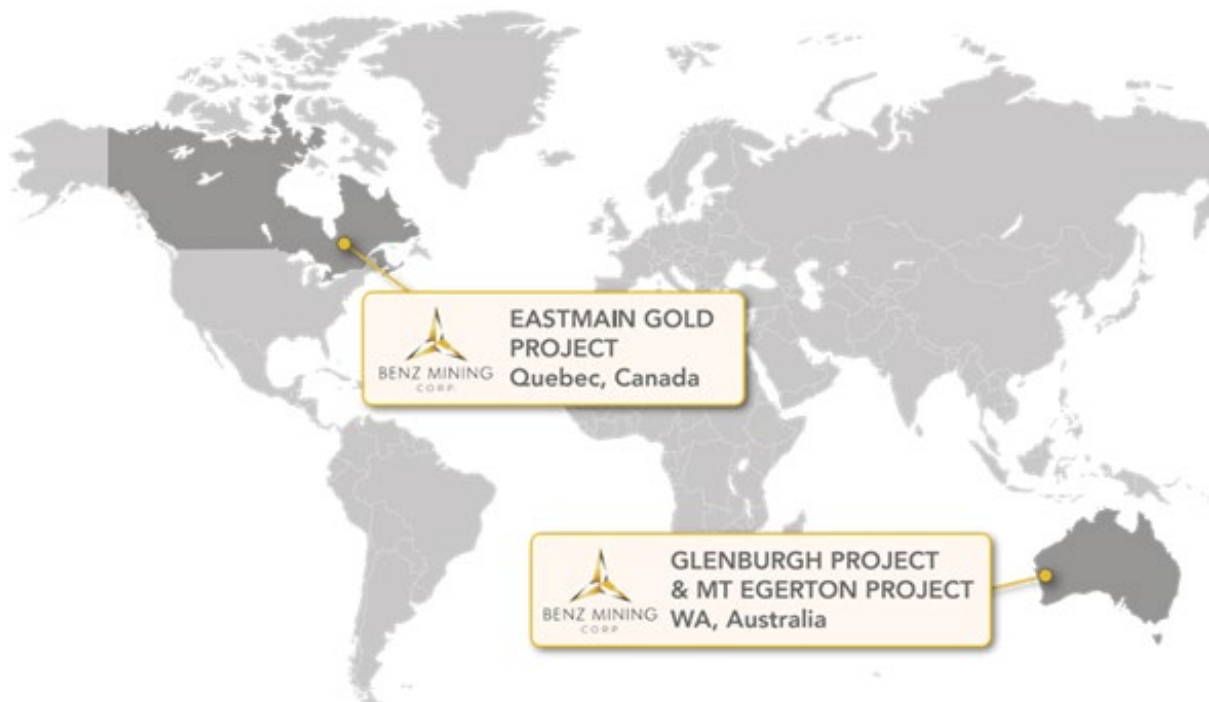 BENZ MINING
CORP.
EASTMAIN GOLD
PROJECT
Quebec, Canada
BENZ MINING
CORP.
GLENBURGH PROJECT
& MT EGERTON PROJECT
WA, Australia